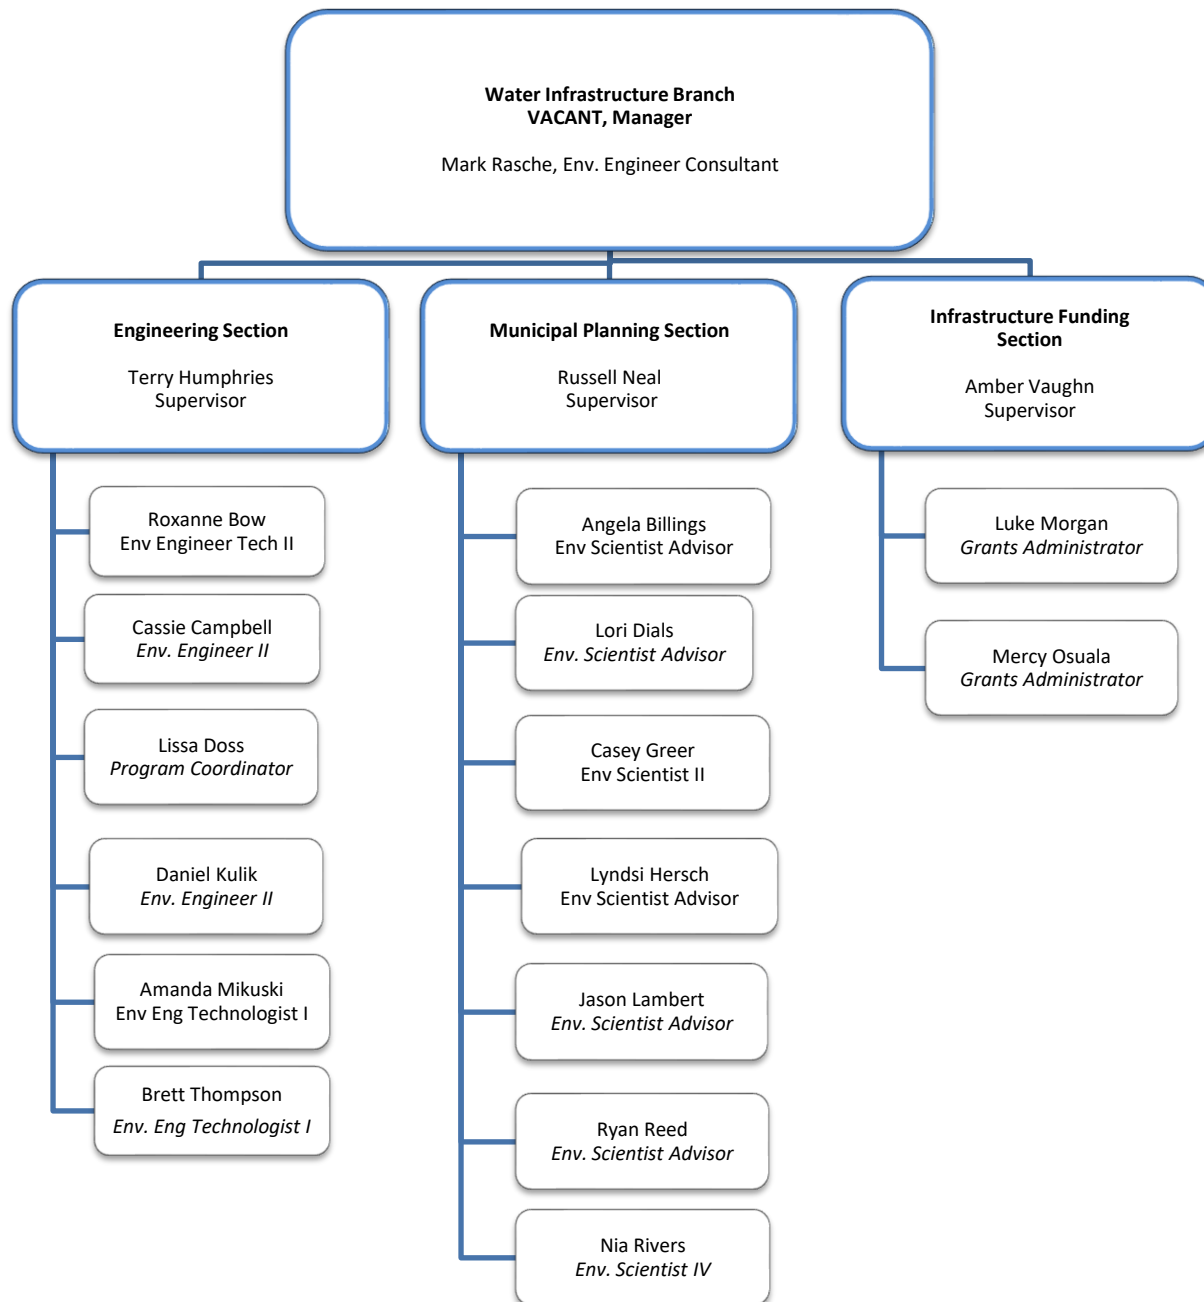 Water Infrastructure Branch
VACANT, Manager
Mark Rasche, Env. Engineer Consultant
Engineering Section
Terry Humphries
Supervisor
Roxanne Bow
Env Engineer Tech II
Cassie Campbell
Env. Engineer II
Lissa Doss
Program Coordinator
Daniel Kulik
Env. Engineer II
Amanda Mikuski
Env Eng Technologist I
Brett Thompson
Env. Eng Technologist I
Municipal Planning Section
Russell Neal
Supervisor
Angela Billings
Env Scientist Advisor
Lori Dials
Env. Scientist Advisor
Casey Greer
Env Scientist II
Lyndsi Hersch
Env Scientist Advisor
Jason Lambert
Env. Scientist Advisor
Ryan Reed
Env. Scientist Advisor
Nia Rivers
Env. Scientist IV
Infrastructure Funding
Section
Amber Vaughn
Supervisor
Luke Morgan
Grants Administrator
Mercy Osuala
Grants Administrator